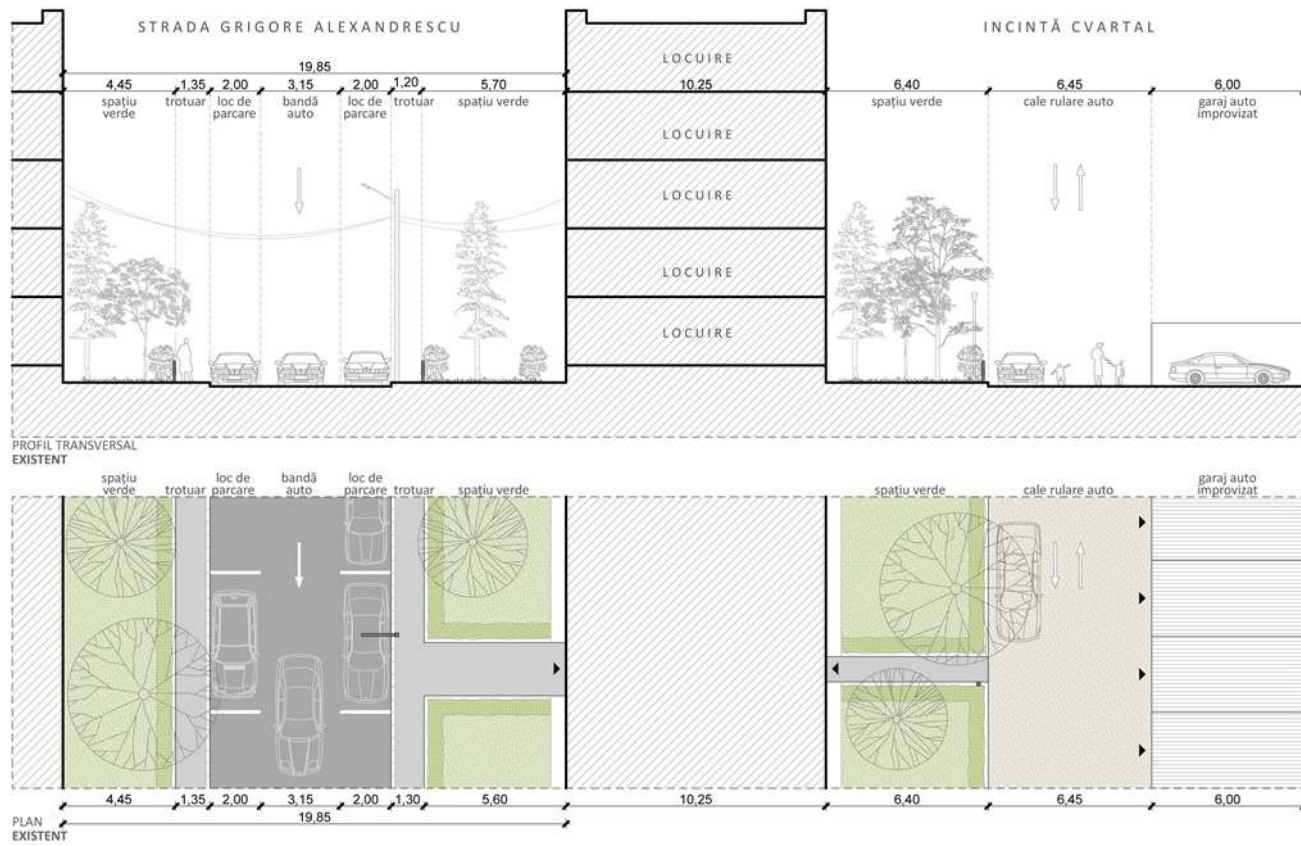 STRADA GRIGORE ALEXANDRESCU
INCINTĂ CVARTAL
19,85
4,45 1,35 2,00 3,15 2,00 1,20 5,70 10,25 6,40 6,45 6,00
spațiu verde
trotuar
loc de parcare
bandă auto
loc de parcare
trotuar
spațiu verde
spațiu verde
cale rulare auto
garaj auto improvizat
LOCUIRE
LOCUIRE
LOCUIRE
LOCUIRE
LOCUIRE
PROFIL TRANSVERSAL
EXISTENT
spațiu verde
trotuar
loc de parcare
bandă auto
loc de parcare
trotuar
spațiu verde
spațiu verde
cale rulare auto
garaj auto improvizat
4,45 1,35 2,00 3,15 2,00 1,30 5,60 10,25 6,40 6,45 6,00
19,85
PLAN
EXISTENT